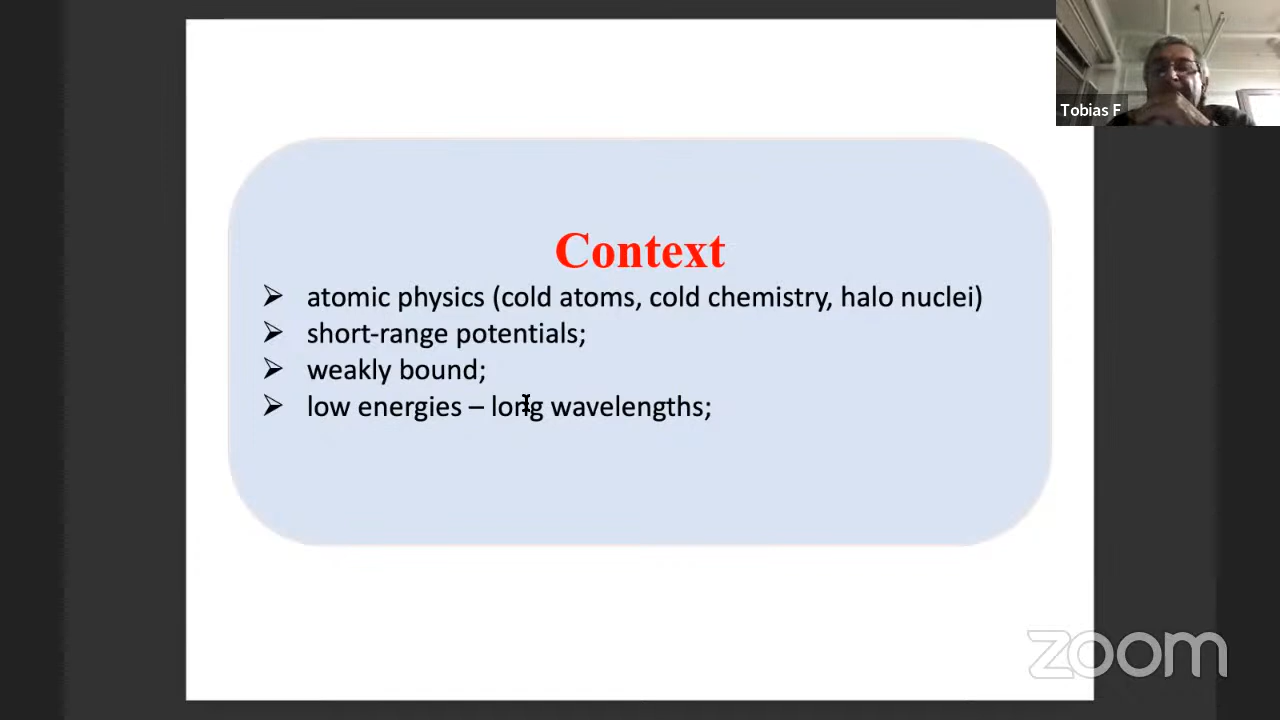 Tobias F
Context
➢ atomic physics (cold atoms, cold chemistry, halo nuclei)
➢ short-range potentials;
➢ weakly bound;
➢ low energies – long wavelengths;
zoom